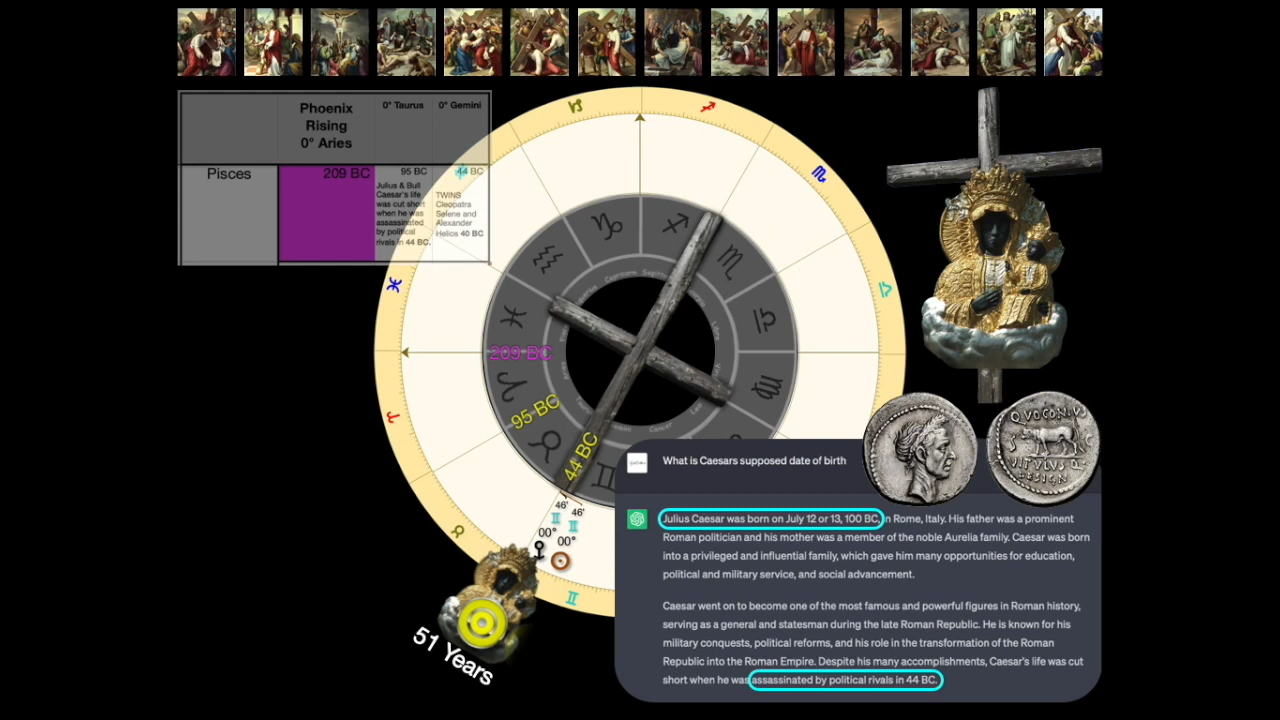 Phoenix
Rising
0° Aries
0° Taurus
0° Gemini
Pisces
209 BC
95 BC
Julius & Bull
Caesar's life
was cut short
when he was
assassinated
by political
rivals in 44 BC.
44 BC
TWINS
Cleopatra
Selene and
Alexander
Helios 40 BC
209 BC
95 BC
44 BC
46'
46'
00°
00°
51 Years
Q VOCONIVS
VITVLVS Q
DESIGN
S C
What is Caesars supposed date of birth
Julius Caesar was born on July 12 or 13, 100 BC, in Rome, Italy. His father was a prominent
Roman politician and his mother was a member of the noble Aurelia family. Caesar was born
into a privileged and influential family, which gave him many opportunities for education,
political and military service, and social advancement.
Caesar went on to become one of the most famous and powerful figures in Roman history,
serving as a general and statesman during the late Roman Republic. He is known for his
military conquests, political reforms, and his role in the transformation of the Roman
Republic into the Roman Empire. Despite his many accomplishments, Caesar's life was cut
short when he was assassinated by political rivals in 44 BC.